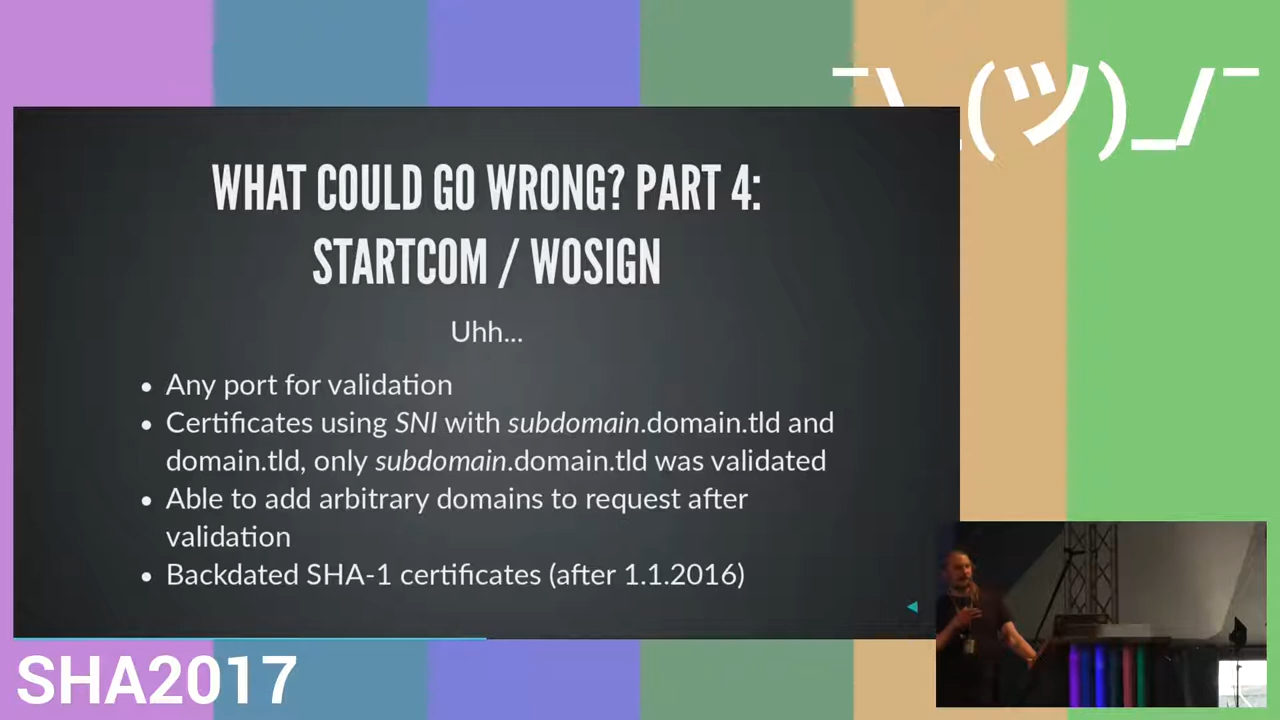 ¯\_(ツ)_/¯
WHAT COULD GO WRONG? PART 4:
STARTCOM / WOSIGN
Uhh...
• Any port for validation
• Certificates using SNI with subdomain.domain.tld and
domain.tld, only subdomain.domain.tld was validated
• Able to add arbitrary domains to request after
validation
• Backdated SHA-1 certificates (after 1.1.2016)
SHA2017